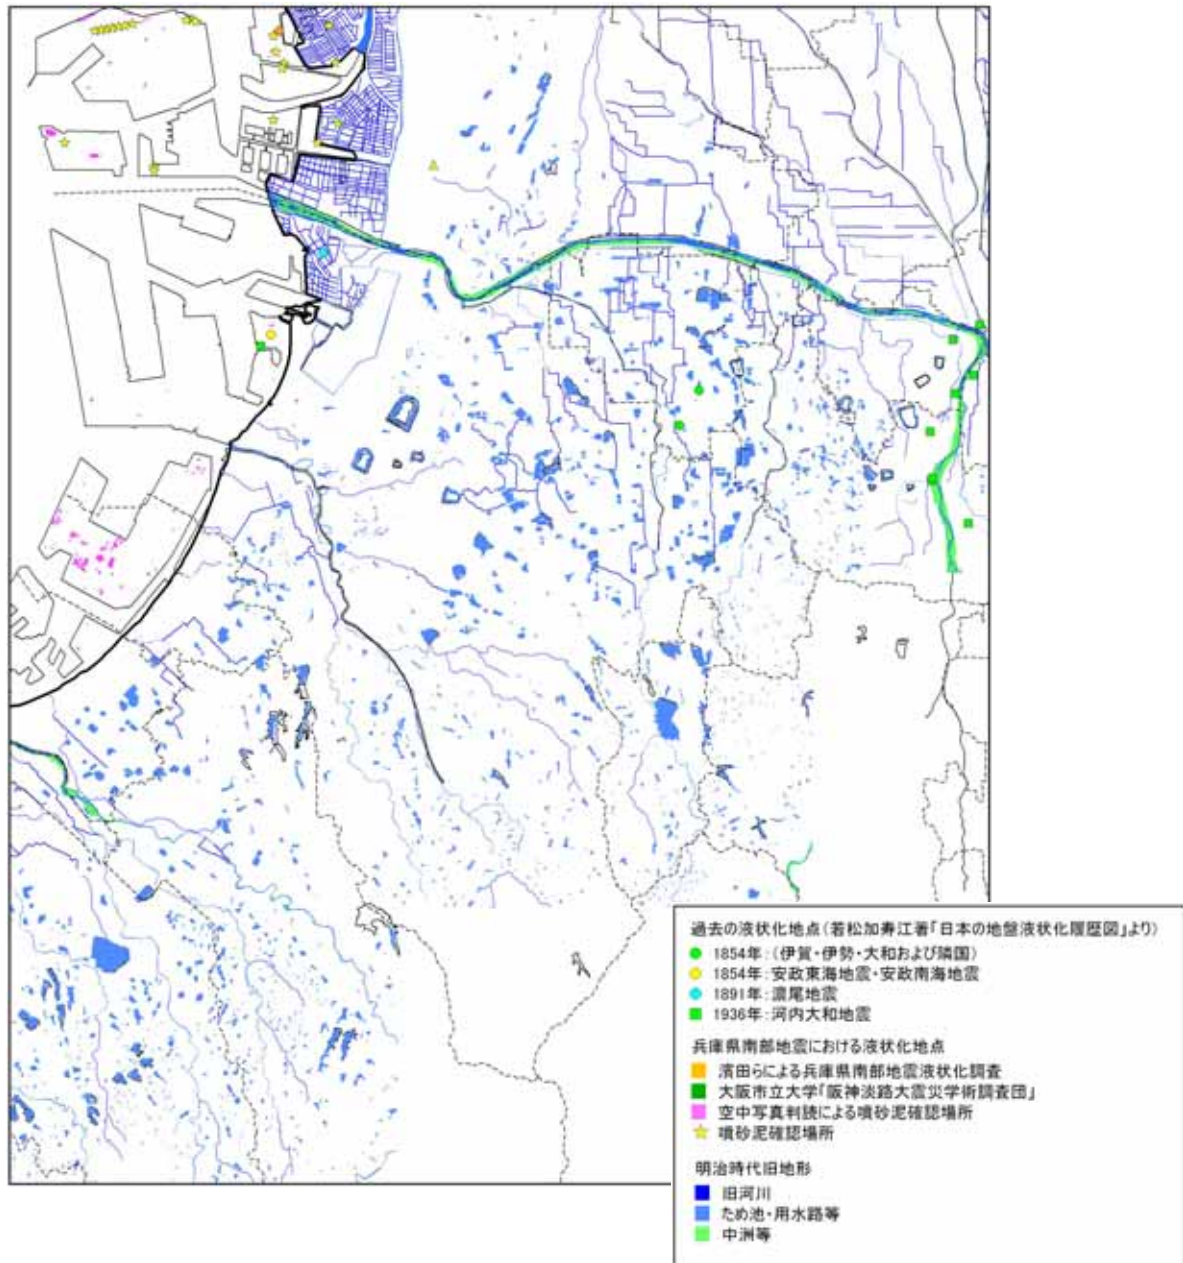 過去の液状化地点(若松加寿江著「日本の地盤液状化履歴図」より)
1854年:(伊賀・伊勢・大和および隣国)
1854年:安政東海地震・安政南海地震
1891年:濃尾地震
1936年:河内大和地震
兵庫県南部地震における液状化地点
濱田らによる兵庫県南部地震液状化調査
大阪市立大学「阪神淡路大震災学術調査団」
空中写真判読による噴砂泥確認場所
噴砂泥確認場所
明治時代旧地形
旧河川
ため池・用水路等
中洲等